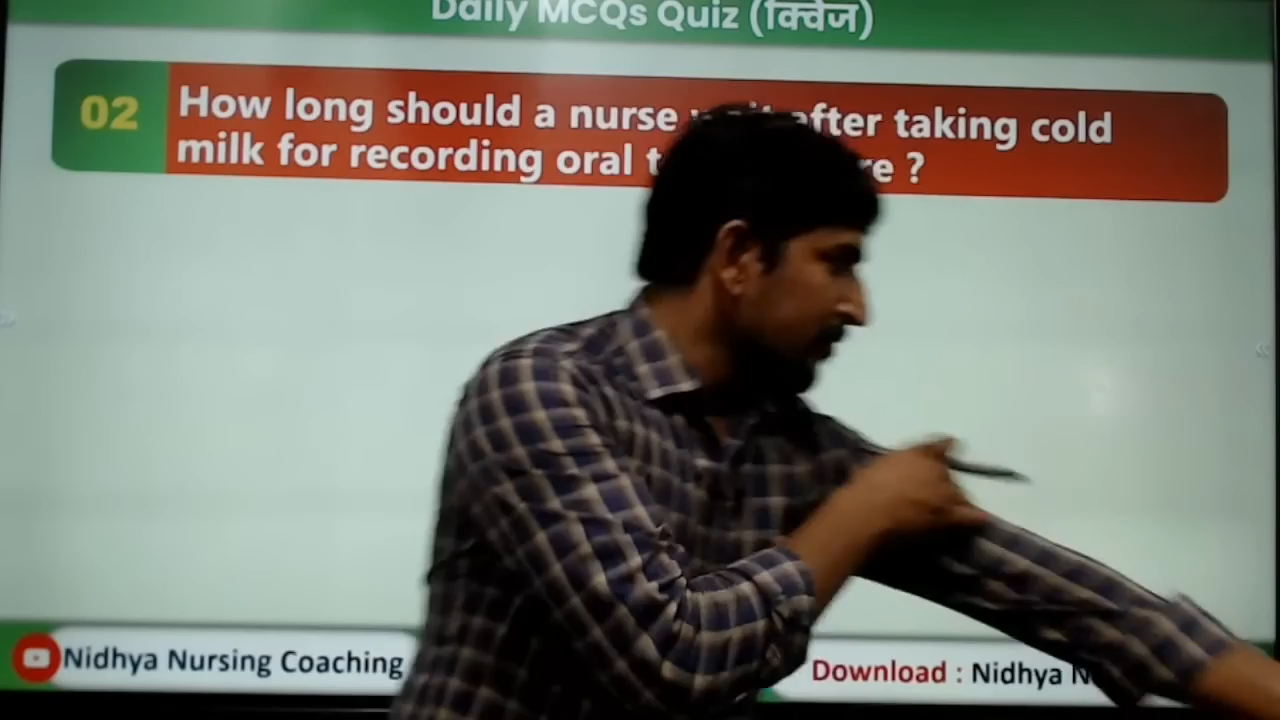 Daily MCQs Quiz (क्विज)
02
How long should a nurse after taking cold
milk for recording oral ?
Nidhya Nursing Coaching
Download : Nidhya